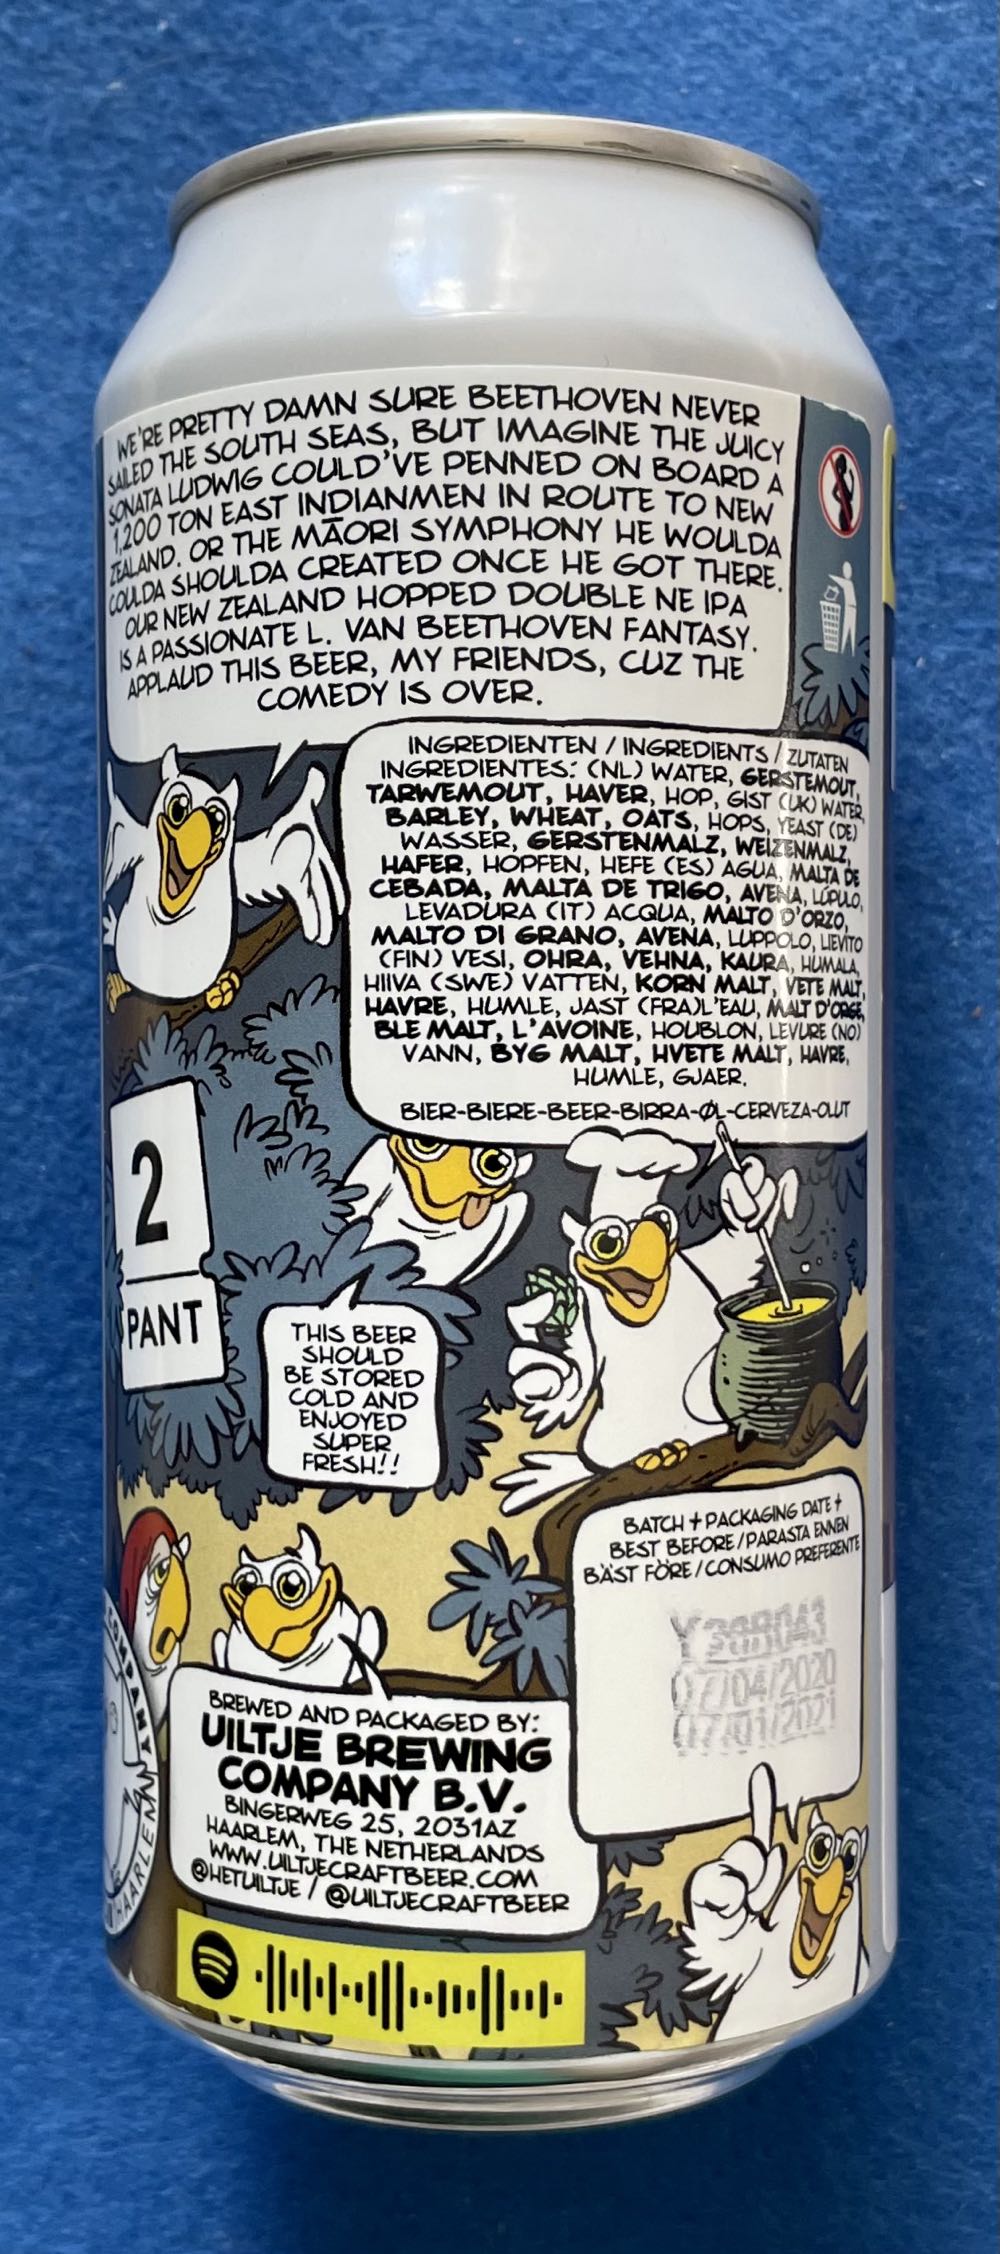 WE'RE PRETTY DAMN SURE BEETHOVEN NEVER
SAILED THE SOUTH SEAS, BUT IMAGINE THE JUICY
SONATA LUDWIG COULD'VE PENNED ON BOARD A
1,200 TON EAST INDIANMEN IN ROUTE TO NEW
ZEALAND. OR THE MĀORI SYMPHONY HE WOULDA
COULDA SHOULDA CREATED ONCE HE GOT THERE.
OUR NEW ZEALAND HOPPED DOUBLE NE IPA
IS A PASSIONATE L. VAN BEETHOVEN FANTASY.
APPLAUD THIS BEER, MY FRIENDS, CUZ THE
COMEDY IS OVER.
INGREDIENTEN / INGREDIENTS / ZUTATEN
INGREDIENTES: (NL) WATER, GERSTEMOUT,
TARWEMOUT, HAVER, HOP, GIST (UK) WATER,
BARLEY, WHEAT, OATS, HOPS, YEAST (DE)
WASSER, GERSTENMALZ, WEIZENMALZ,
HAFER, HOPFEN, HEFE (ES) AGUA, MALTA DE
CEBADA, MALTA DE TRIGO, AVENA, LÚPULO,
LEVADURA (IT) ACQUA, MALTO D'ORZO,
MALTO DI GRANO, AVENA, LUPPOLO, LIEVITO
(FIN) VESI, OHRA, VEHNA, KAURA, HUMALA,
HIIVA (SWE) VATTEN, KORN MALT, VETE MALT,
HAVRE, HUMLE, JAST (FRA)L'EAU, MALT D'ORGE,
BLE MALT, L'AVOINE, HOUBLON, LEVURE (NO)
VANN, BYG MALT, HVETE MALT, HAVRE,
HUMLE, GJAER.
BIER-BIERE-BEER-BIRRA-ØL-CERVEZA-OLUT
2
PANT
THIS BEER
SHOULD
BE STORED
COLD AND
ENJOYED
SUPER
FRESH!!
BATCH + PACKAGING DATE +
BEST BEFORE / PARASTA ENNEN
BÄST FÖRE / CONSUMO PREFERENTE
07/04/2020
07/01/2021
BREWED AND PACKAGED BY:
UILTJE BREWING
COMPANY B.V.
BINGERWEG 25, 2031AZ
HAARLEM, THE NETHERLANDS
WWW.UILTJECRAFTBEER.COM
@HETUILTJE / @UILTJECRAFTBEER
COMPANY
HAARLEM